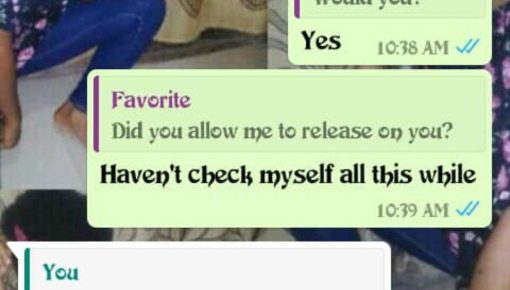 would you?
Yes
10:38 AM
Favorite
Did you allow me to release on you?
Haven't check myself all this while
10:39 AM
You